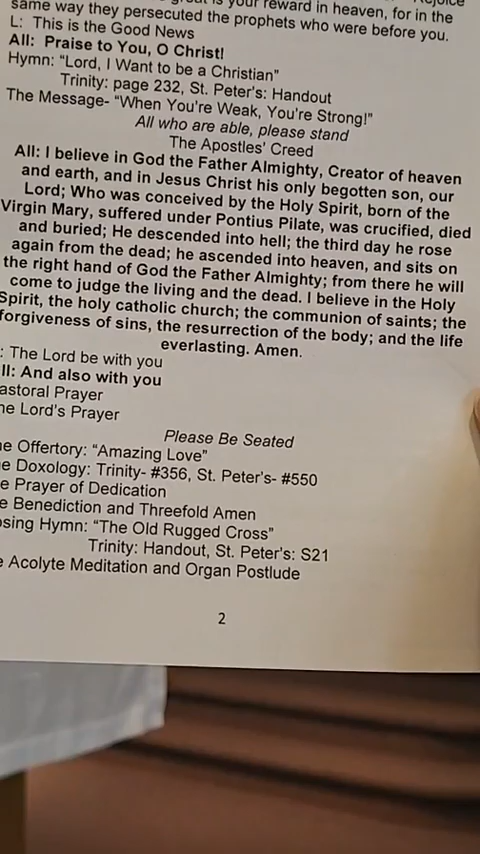 is your reward in heaven, for in the
same way they persecuted the prophets who were before you.
L: This is the Good News
All: Praise to You, O Christ!
Hymn: “Lord, I Want to be a Christian”
Trinity: page 232, St. Peter's: Handout
The Message- “When You're Weak, You're Strong!”
All who are able, please stand
The Apostles’ Creed
All: I believe in God the Father Almighty, Creator of heaven
and earth, and in Jesus Christ his only begotten son, our
Lord; Who was conceived by the Holy Spirit, born of the
Virgin Mary, suffered under Pontius Pilate, was crucified, died
and buried; He descended into hell; the third day he rose
again from the dead; he ascended into heaven, and sits on
the right hand of God the Father Almighty; from there he will
come to judge the living and the dead. I believe in the Holy
Spirit, the holy catholic church; the communion of saints; the
forgiveness of sins, the resurrection of the body; and the life
everlasting. Amen.
: The Lord be with you
ll: And also with you
astoral Prayer
he Lord's Prayer
Please Be Seated
e Offertory: “Amazing Love”
e Doxology: Trinity- #356, St. Peter's- #550
e Prayer of Dedication
e Benediction and Threefold Amen
osing Hymn: “The Old Rugged Cross”
Trinity: Handout, St. Peter's: S21
e Acolyte Meditation and Organ Postlude
2